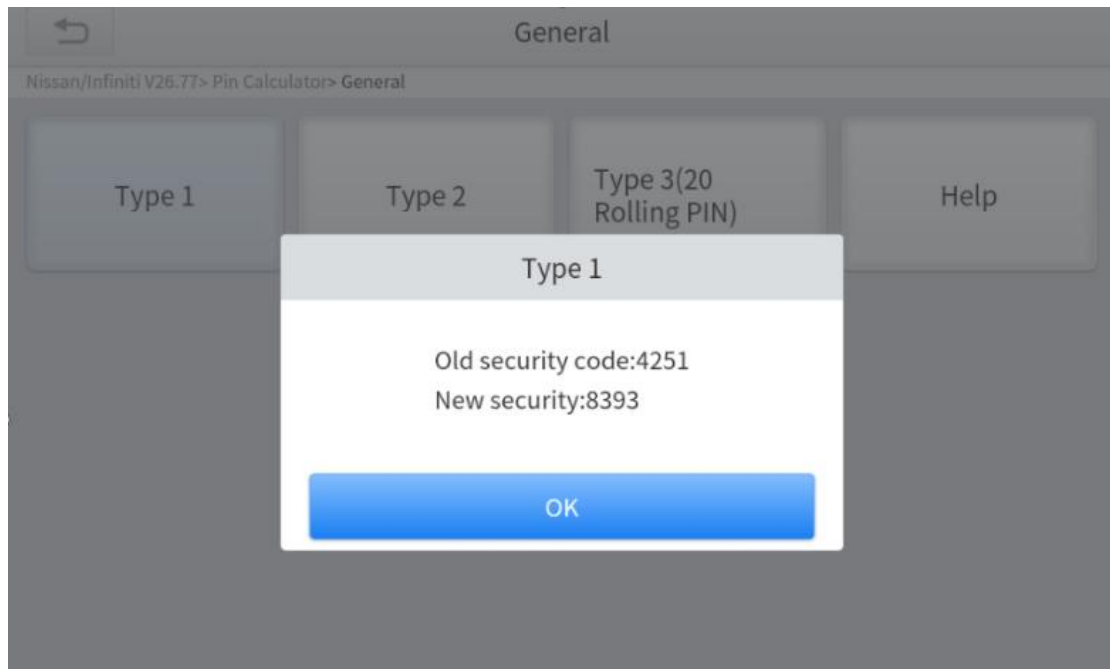 General
Nissan/Infiniti V26.77> Pin Calculator> General
Type 1
Type 2
Type 3(20
Rolling PIN)
Help
Type 1
Old security code:4251
New security:8393
OK